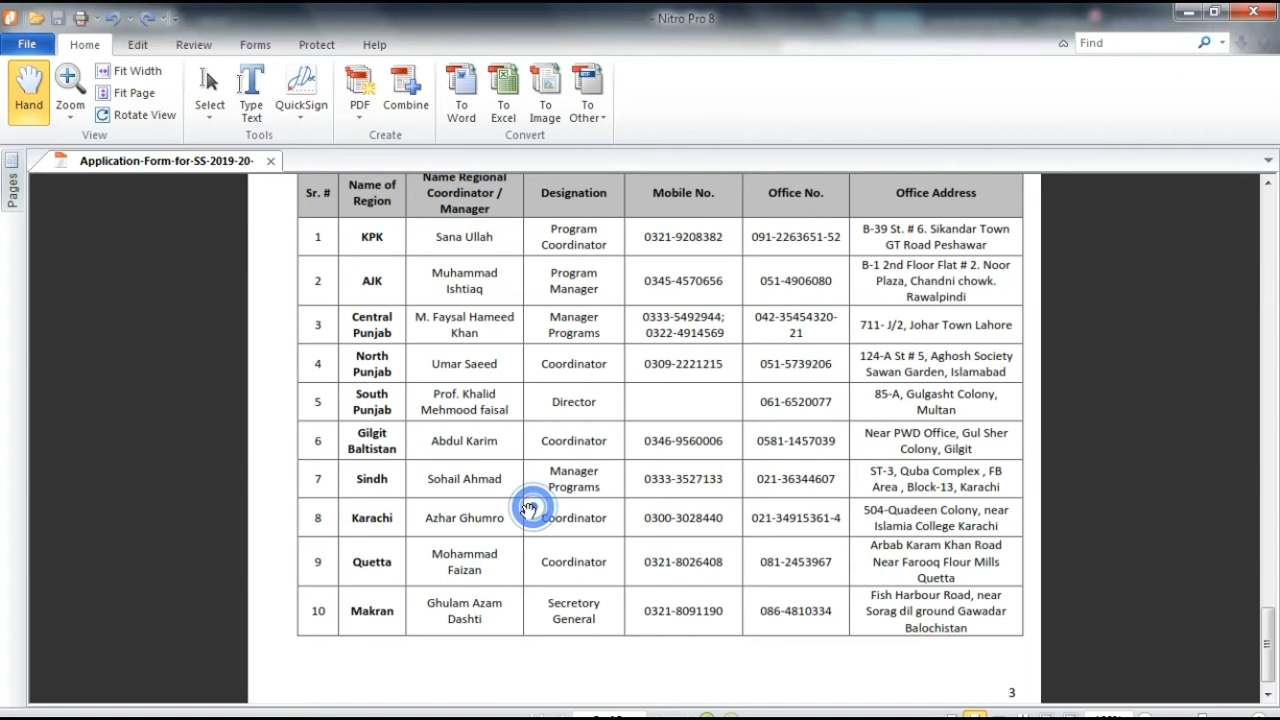 - Nitro Pro 8
File Home Edit Review Forms Protect Help
Find
Hand
Zoom
Fit Width
Fit Page
Rotate View
View
Select
Type Text
QuickSign
Tools
PDF
Combine
Create
To Word
To Excel
To Image
To Other
Convert
Application-Form-for-SS-2019-20-
Pages
Sr. # Name of Region Name Regional Coordinator / Manager Designation Mobile No. Office No. Office Address
1 KPK Sana Ullah Program Coordinator 0321-9208382 091-2263651-52 B-39 St. # 6. Sikandar Town GT Road Peshawar
2 AJK Muhammad Ishtiaq Program Manager 0345-4570656 051-4906080 B-1 2nd Floor Flat # 2. Noor Plaza, Chandni chowk. Rawalpindi
3 Central Punjab M. Faysal Hameed Khan Manager Programs 0333-5492944; 0322-4914569 042-35454320-21 711- J/2, Johar Town Lahore
4 North Punjab Umar Saeed Coordinator 0309-2221215 051-5739206 124-A St # 5, Aghosh Society Sawan Garden, Islamabad
5 South Punjab Prof. Khalid Mehmood faisal Director 061-6520077 85-A, Gulgasht Colony, Multan
6 Gilgit Baltistan Abdul Karim Coordinator 0346-9560006 0581-1457039 Near PWD Office, Gul Sher Colony, Gilgit
7 Sindh Sohail Ahmad Manager Programs 0333-3527133 021-36344607 ST-3, Quba Complex , FB Area , Block-13, Karachi
8 Karachi Azhar Ghumro Coordinator 0300-3028440 021-34915361-4 504-Quadeen Colony, near Islamia College Karachi
9 Quetta Mohammad Faizan Coordinator 0321-8026408 081-2453967 Arbab Karam Khan Road Near Farooq Flour Mills Quetta
10 Makran Ghulam Azam Dashti Secretory General 0321-8091190 086-4810334 Fish Harbour Road, near Sorag dil ground Gawadar Balochistan
3